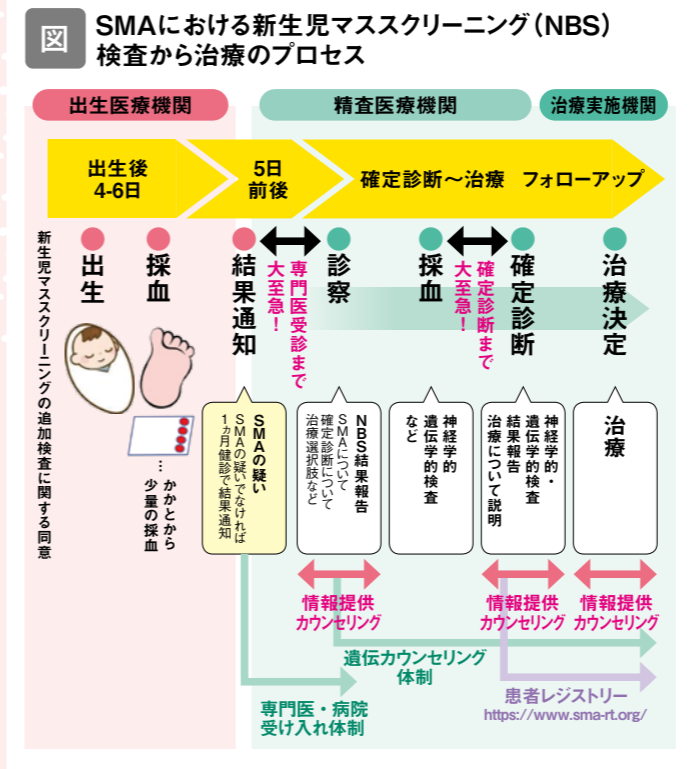 図
SMAにおける新生児マススクリーニング（NBS）
検査から治療のプロセス
出生医療機関
精査医療機関
治療実施機関
出生後
4-6日
5日
前後
確定診断～治療　フォローアップ
新生児マススクリーニングの追加検査に関する同意
出生
採血
結果通知
専門医受診まで
大至急！
診察
採血
確定診断まで
大至急！
確定診断
治療決定
…かかとから
少量の採血
SMAの疑い
SMAの疑いでなければ
1ヵ月健診で結果通知
NBS結果報告
SMAについて
確定診断について
治療選択肢など
神経学的
遺伝学的検査
など
神経学的・
遺伝学的検査
結果報告
治療について説明
治療
情報提供
カウンセリング
情報提供
カウンセリング
情報提供
カウンセリング
遺伝カウンセリング
体制
専門医・病院
受け入れ体制
患者レジストリー
https://www.sma-rt.org/